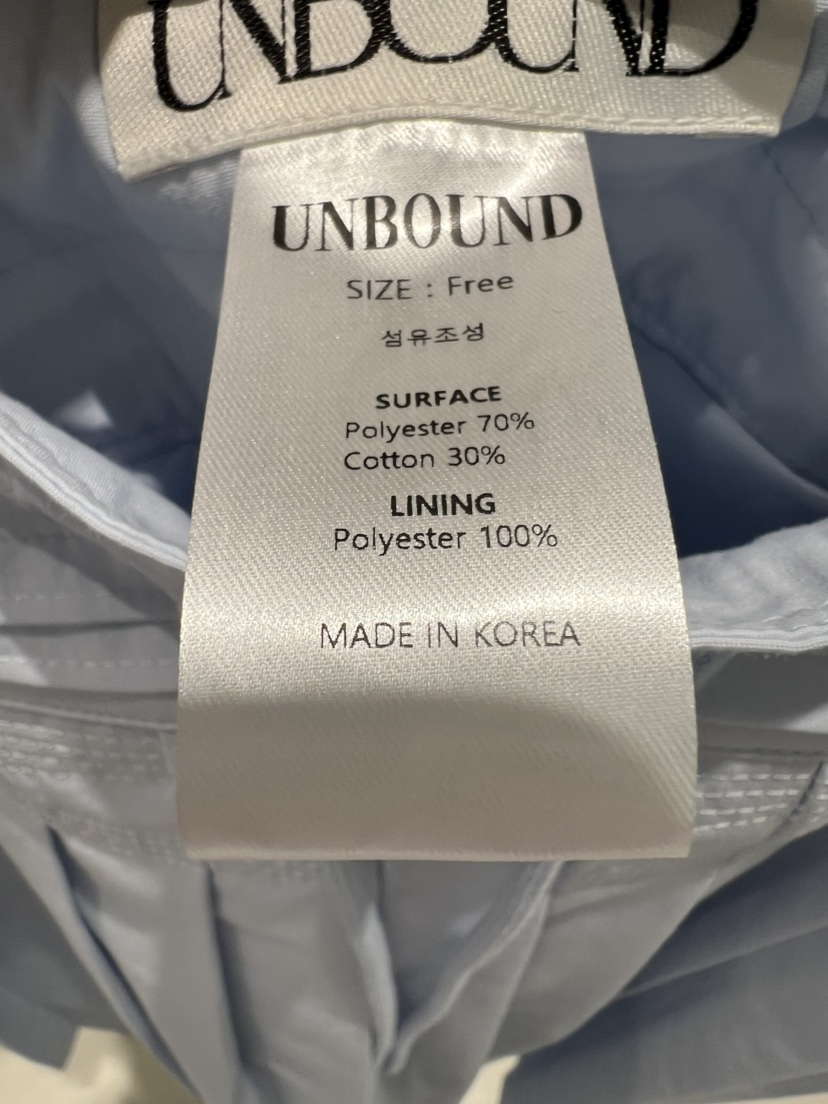 UNBOUND
UNBOUND
SIZE : Free
섬유조성
SURFACE
Polyester 70%
Cotton 30%
LINING
Polyester 100%
MADE IN KOREA